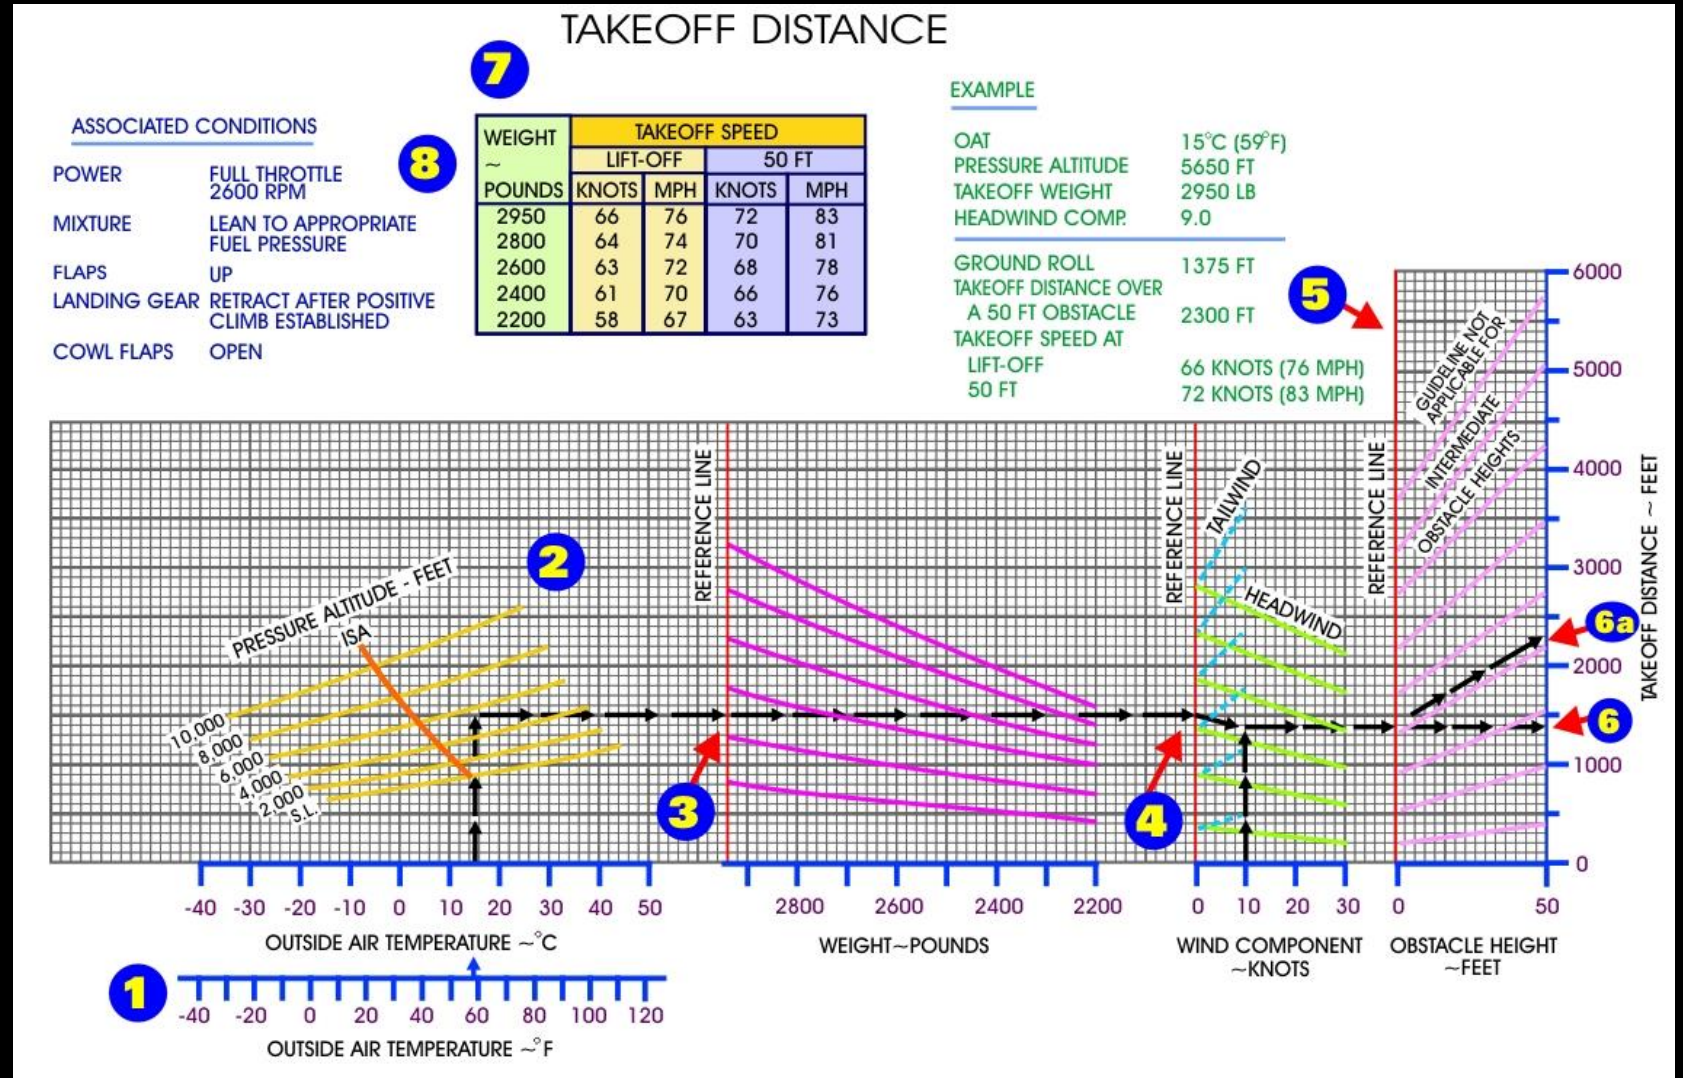 TAKEOFF DISTANCE
7
ASSOCIATED CONDITIONS
POWER FULL THROTTLE
2600 RPM
MIXTURE LEAN TO APPROPRIATE
FUEL PRESSURE
FLAPS UP
LANDING GEAR RETRACT AFTER POSITIVE
CLIMB ESTABLISHED
COWL FLAPS OPEN
8
WEIGHT TAKEOFF SPEED
~ LIFT-OFF 50 FT
POUNDS KNOTS MPH KNOTS MPH
2950 66 76 72 83
2800 64 74 70 81
2600 63 72 68 78
2400 61 70 66 76
2200 58 67 63 73
EXAMPLE
OAT 15°C (59°F)
PRESSURE ALTITUDE 5650 FT
TAKEOFF WEIGHT 2950 LB
HEADWIND COMP. 9.0
GROUND ROLL 1375 FT
TAKEOFF DISTANCE OVER
A 50 FT OBSTACLE 2300 FT
TAKEOFF SPEED AT
LIFT-OFF 66 KNOTS (76 MPH)
50 FT 72 KNOTS (83 MPH)
5
2
PRESSURE ALTITUDE - FEET
ISA
10,000
8,000
6,000
4,000
2,000
S.L.
REFERENCE LINE
3
REFERENCE LINE
TAILWIND
HEADWIND
4
REFERENCE LINE
GUIDELINE NOT
APPLICABLE FOR
INTERMEDIATE
OBSTACLE HEIGHTS
6000
5000
4000
3000
2000
1000
0
TAKEOFF DISTANCE ~ FEET
6a
6
-40 -30 -20 -10 0 10 20 30 40 50
OUTSIDE AIR TEMPERATURE ~°C
2800 2600 2400 2200
WEIGHT~POUNDS
0 10 20 30
WIND COMPONENT
~KNOTS
0 50
OBSTACLE HEIGHT
~FEET
1
-40 -20 0 20 40 60 80 100 120
OUTSIDE AIR TEMPERATURE ~°F